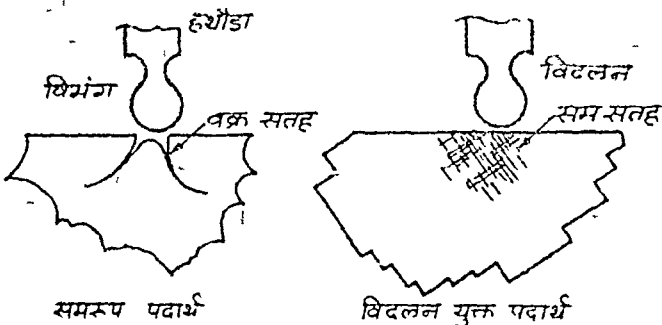 हथौड़ा
विभंग
वक्र सतह
विदलन
सम सतह
समरूप पदार्थ
विदलन युक्त पदार्थ